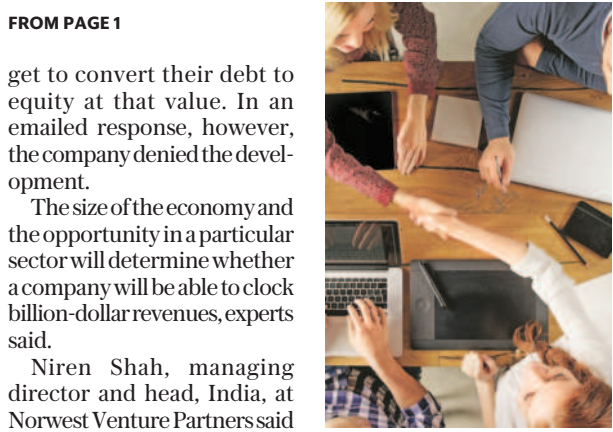 FROM PAGE 1
get to convert their debt to
equity at that value. In an
emailed response, however,
the company denied the devel-
opment.
The size of the economy and
the opportunity in a particular
sector will determine whether
a company will be able to clock
billion-dollar revenues, experts
said.
Niren Shah, managing
director and head, India, at
Norwest Venture Partners said